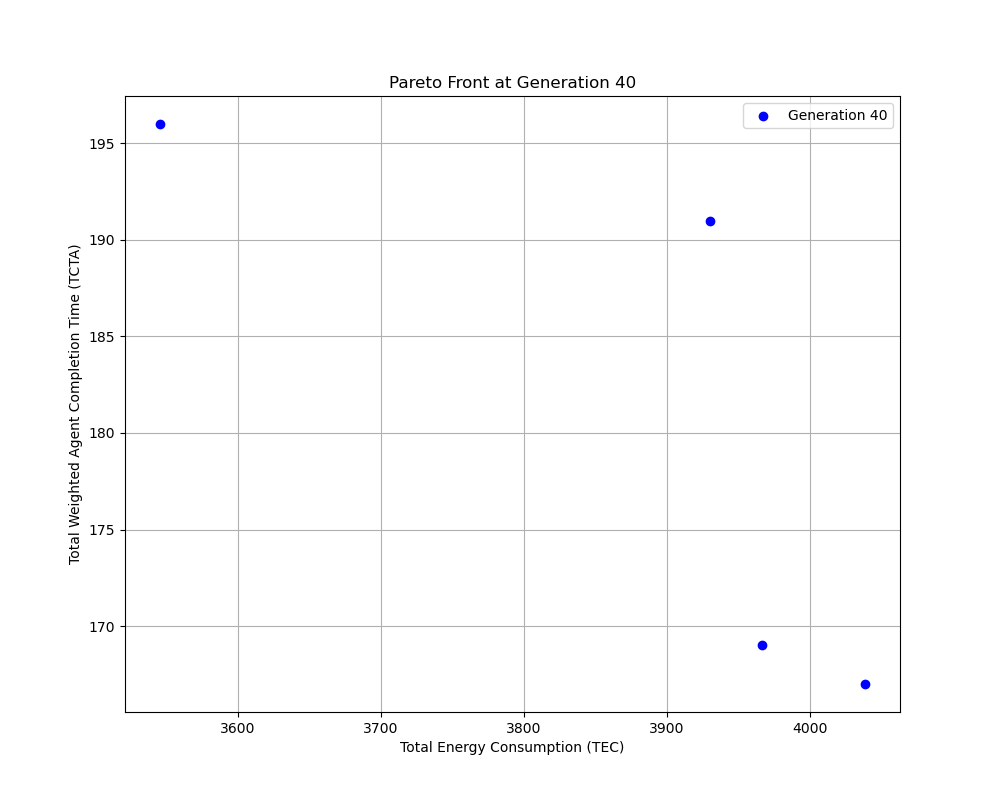 Pareto Front at Generation 40
Generation 40
Total Weighted Agent Completion Time (TCTA)
195
190
185
180
175
170
3600
3700
3800
3900
4000
Total Energy Consumption (TEC)